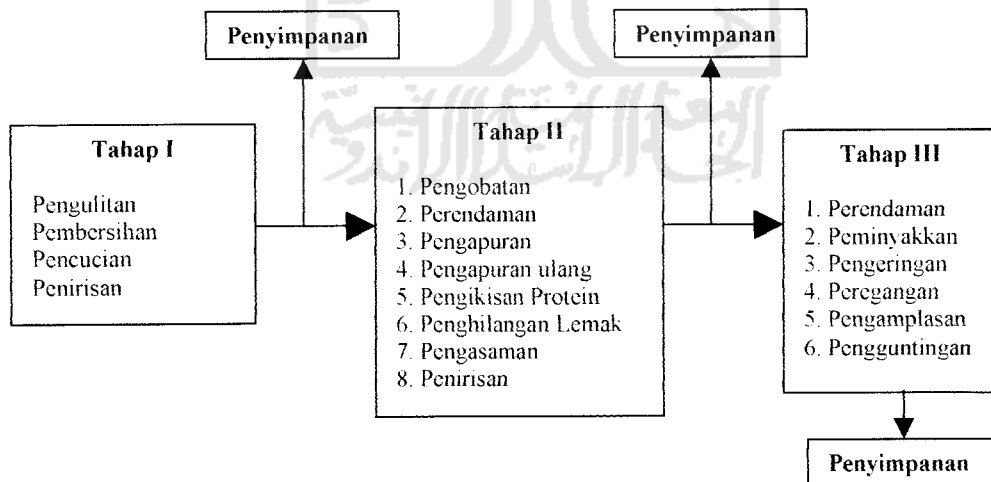 Penyimpanan
Penyimpanan
Tahap I
Pengulitan
Pembersihan
Pencucian
Penirisan
Tahap II
1. Pengobatan
2. Perendaman
3. Pengapuran
4. Pengapuran ulang
5. Pengikisan Protein
6. Penghilangan Lemak
7. Pengasaman
8. Penirisan
Tahap III
1. Perendaman
2. Peminyakkan
3. Pengeringan
4. Peregangan
5. Pengamplasan
6. Pengguntingan
Penyimpanan